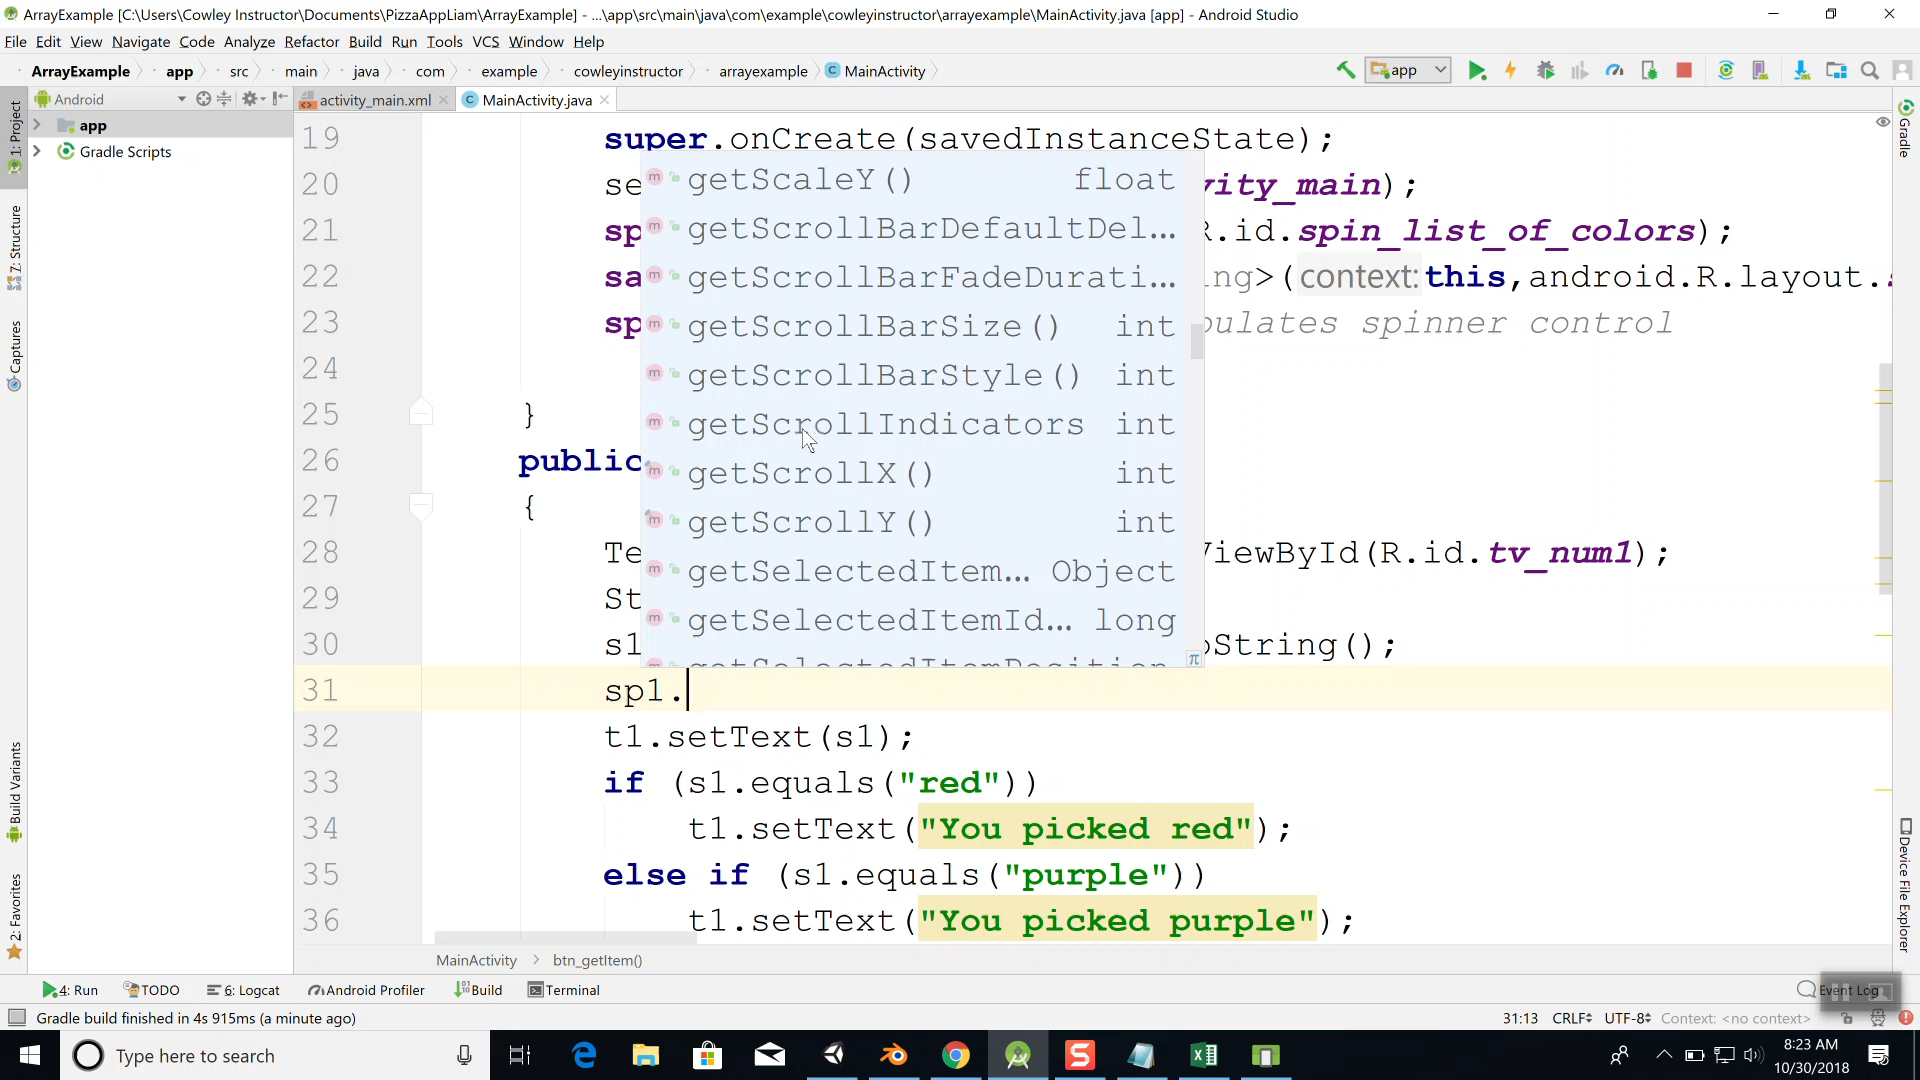 ArrayExample [C:\Users\Cowley Instructor\Documents\PizzaAppLiam\ArrayExample] - ...\app\src\main\java\com\example\cowleyinstructor\arrayexample\MainActivity.java [app] - Android Studio
File Edit View Navigate Code Analyze Refactor Build Run Tools VCS Window Help
ArrayExample app src main java com example cowleyinstructor arrayexample MainActivity app
Android activity_main.xml MainActivity.java
1: Project
7: Structure
Captures
Build Variants
2: Favorites
app
Gradle Scripts
19 super.onCreate(savedInstanceState);
getScaleY() float
20 se vity_main);
getScrollBarDefaultDel...
21 sp R.id.spin_list_of_colors);
22 sa ing>(context: this,android.R.layout.
getScrollBarFadeDurati...
23 sp pulates spinner control
getScrollBarSize() int
24
getScrollBarStyle() int
25 }
getScrollIndicators int
26 public
getScrollX() int
27 {
getScrollY() int
28 Te ViewById(R.id.tv_num1);
getSelectedItem... Object
29 St
getSelectedItemId... long
30 s1 oString();
getSelectedItemPosition
31 sp1.
32 t1.setText(s1);
33 if (s1.equals("red"))
34 t1.setText("You picked red");
35 else if (s1.equals("purple"))
36 t1.setText("You picked purple");
MainActivity btn_getItem()
Gradle
Device File Explorer
4: Run TODO 6: Logcat Android Profiler Build Terminal Event Log
Gradle build finished in 4s 915ms (a minute ago) 31:13 CRLF UTF-8 Context: <no context>
Type here to search
8:23 AM
10/30/2018